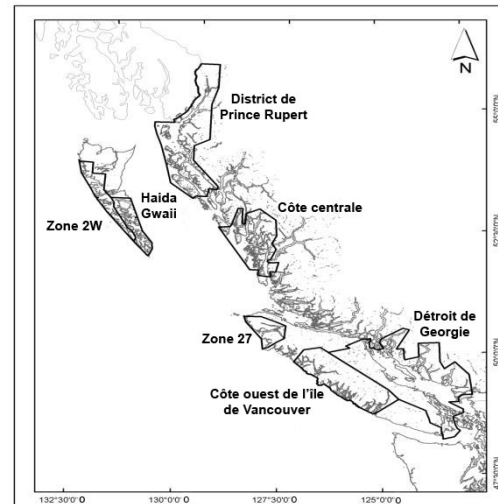 N
District de
Prince Rupert
Haida
Gwaii
Zone 2W
Côte centrale
Zone 27
Détroit de
Georgie
Côte ouest de l'île
de Vancouver
132°30'0"O
130°0'0"O
127°30'0"O
125°0'0"O